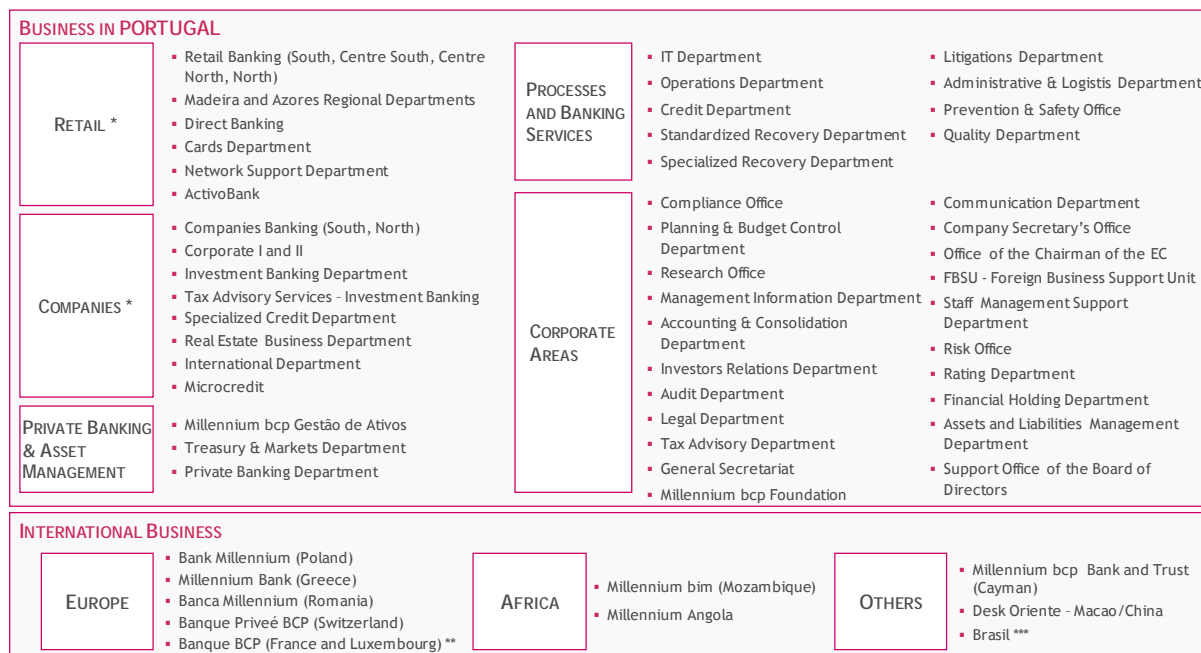 BUSINESS IN PORTUGAL
RETAIL *
▪ Retail Banking (South, Centre South, Centre
North, North)
▪ Madeira and Azores Regional Departments
▪ Direct Banking
▪ Cards Department
▪ Network Support Department
▪ ActivoBank
COMPANIES *
▪ Companies Banking (South, North)
▪ Corporate I and II
▪ Investment Banking Department
▪ Tax Advisory Services - Investment Banking
▪ Specialized Credit Department
▪ Real Estate Business Department
▪ International Department
▪ Microcredit
PRIVATE BANKING
& ASSET
MANAGEMENT
▪ Millennium bcp Gestão de Ativos
▪ Treasury & Markets Department
▪ Private Banking Department
PROCESSES
AND BANKING
SERVICES
▪ IT Department
▪ Operations Department
▪ Credit Department
▪ Standardized Recovery Department
▪ Specialized Recovery Department
▪ Litigations Department
▪ Administrative & Logistis Department
▪ Prevention & Safety Office
▪ Quality Department
CORPORATE
AREAS
▪ Compliance Office
▪ Planning & Budget Control
Department
▪ Research Office
▪ Management Information Department
▪ Accounting & Consolidation
Department
▪ Investors Relations Department
▪ Audit Department
▪ Legal Department
▪ Tax Advisory Department
▪ General Secretariat
▪ Millennium bcp Foundation
▪ Communication Department
▪ Company Secretary's Office
▪ Office of the Chairman of the EC
▪ FBSU - Foreign Business Support Unit
▪ Staff Management Support
Department
▪ Risk Office
▪ Rating Department
▪ Financial Holding Department
▪ Assets and Liabilities Management
Department
▪ Support Office of the Board of
Directors
INTERNATIONAL BUSINESS
EUROPE
▪ Bank Millennium (Poland)
▪ Millennium Bank (Greece)
▪ Banca Millennium (Romania)
▪ Banque Priveé BCP (Switzerland)
▪ Banque BCP (France and Luxembourg) **
AFRICA
▪ Millennium bim (Mozambique)
▪ Millennium Angola
OTHERS
▪ Millennium bcp Bank and Trust
(Cayman)
▪ Desk Oriente - Macao/China
▪ Brasil ***